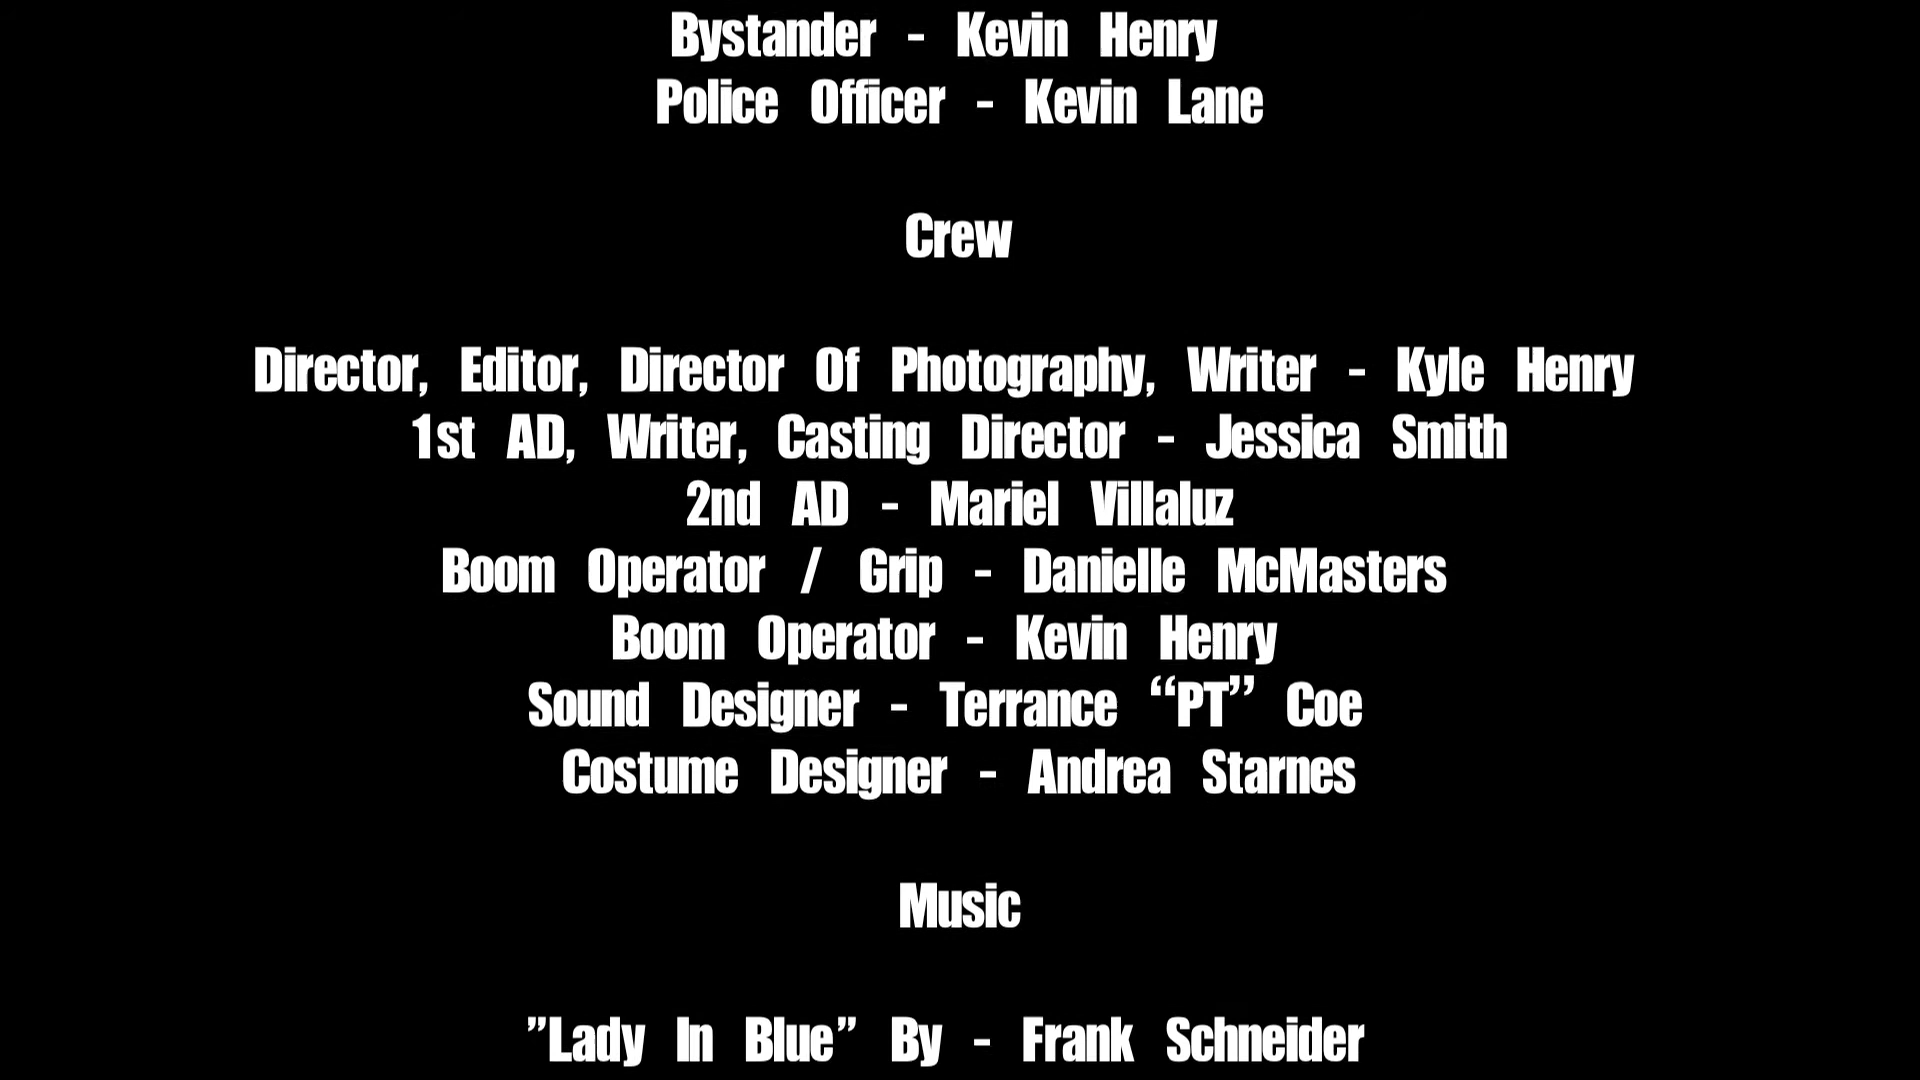 Bystander - Kevin Henry
Police Officer - Kevin Lane
Crew
Director, Editor, Director Of Photography, Writer - Kyle Henry
1st AD, Writer, Casting Director - Jessica Smith
2nd AD - Mariel Villaluz
Boom Operator / Grip - Danielle McMasters
Boom Operator - Kevin Henry
Sound Designer - Terrance “PT” Coe
Costume Designer - Andrea Starnes
Music
”Lady In Blue” By - Frank Schneider